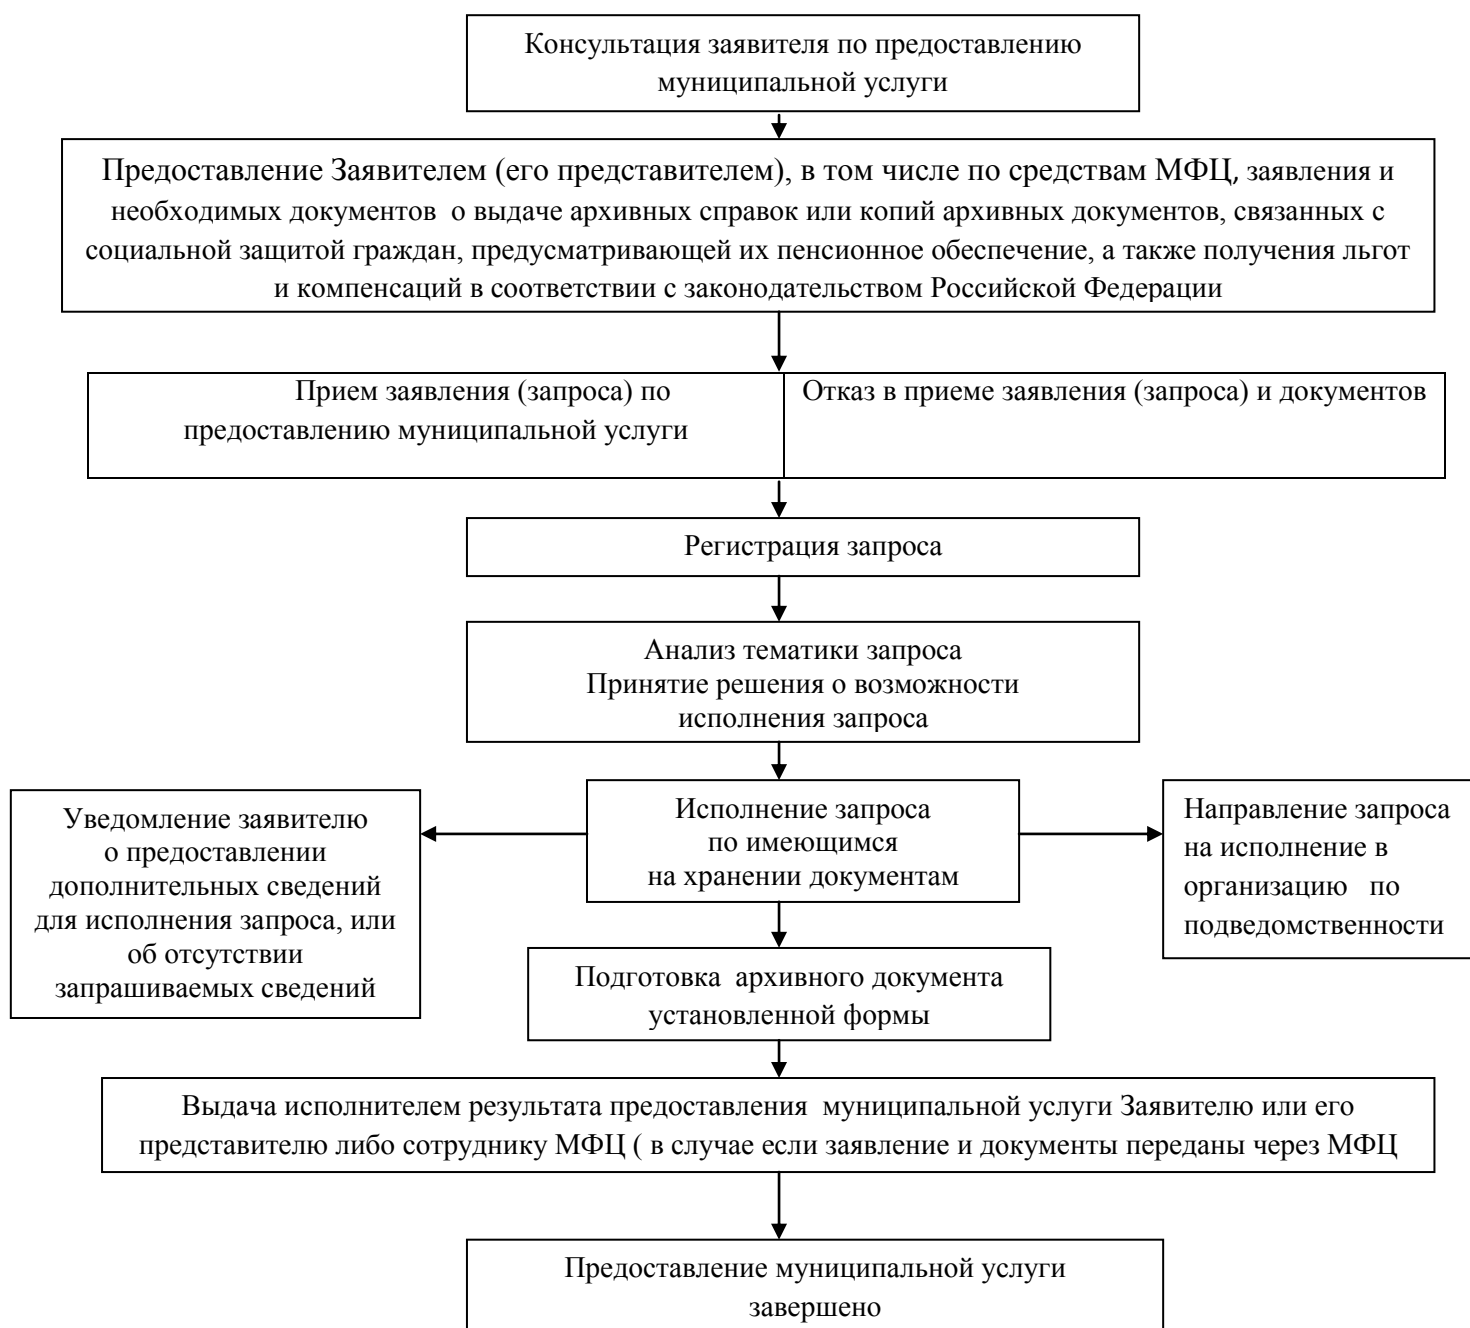 Консультация заявителя по предоставлению
муниципальной услуги
Предоставление Заявителем (его представителем), в том числе по средствам МФЦ, заявления и
необходимых документов о выдаче архивных справок или копий архивных документов, связанных с
социальной защитой граждан, предусматривающей их пенсионное обеспечение, а также получения льгот
и компенсаций в соответствии с законодательством Российской Федерации
Прием заявления (запроса) по
предоставлению муниципальной услуги
Отказ в приеме заявления (запроса) и документов
Регистрация запроса
Анализ тематики запроса
Принятие решения о возможности
исполнения запроса
Уведомление заявителю
о предоставлении
дополнительных сведений
для исполнения запроса, или
об отсутствии
запрашиваемых сведений
Исполнение запроса
по имеющимся
на хранении документам
Направление запроса
на исполнение в
организацию по
подведомственности
Подготовка архивного документа
установленной формы
Выдача исполнителем результата предоставления муниципальной услуги Заявителю или его
представителю либо сотруднику МФЦ ( в случае если заявление и документы переданы через МФЦ
Предоставление муниципальной услуги
завершено